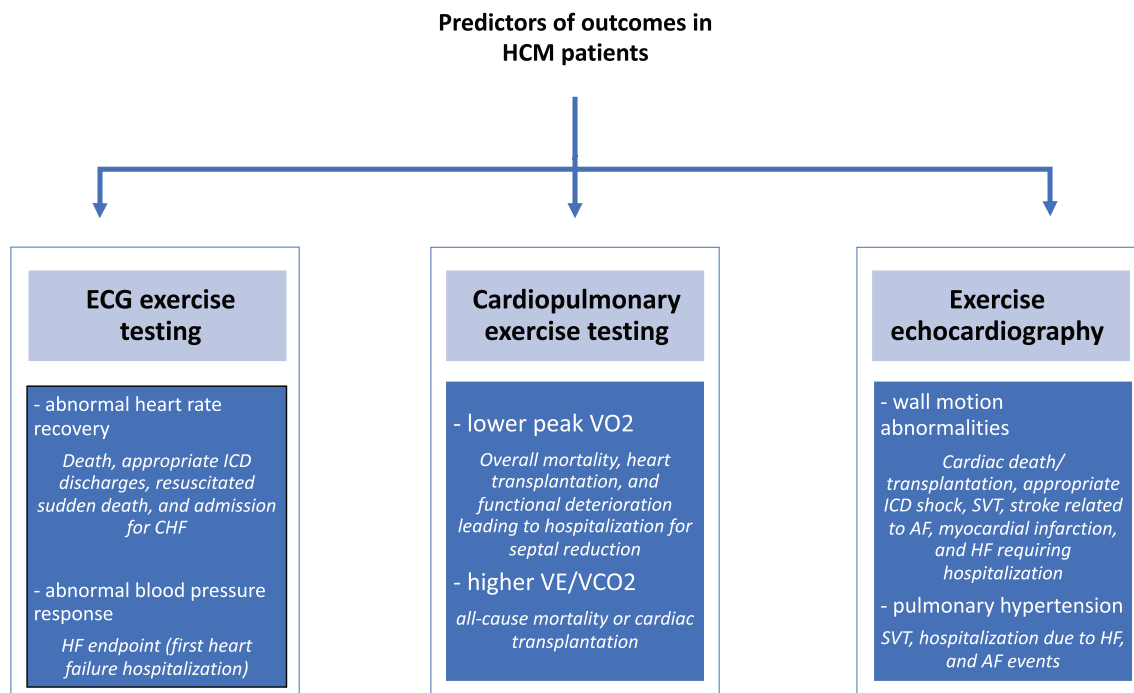 Predictors of outcomes in
HCM patients
ECG exercise
testing
- abnormal heart rate
recovery
Death, appropriate ICD
discharges, resuscitated
sudden death, and admission
for CHF
- abnormal blood pressure
response
HF endpoint (first heart
failure hospitalization)
Cardiopulmonary
exercise testing
- lower peak VO2
Overall mortality, heart
transplantation, and
functional deterioration
leading to hospitalization for
septal reduction
- higher VE/VCO2
all-cause mortality or cardiac
transplantation
Exercise
echocardiography
- wall motion
abnormalities
Cardiac death/
transplantation, appropriate
ICD shock, SVT, stroke related
to AF, myocardial infarction,
and HF requiring
hospitalization
- pulmonary hypertension
SVT, hospitalization due to HF,
and AF events